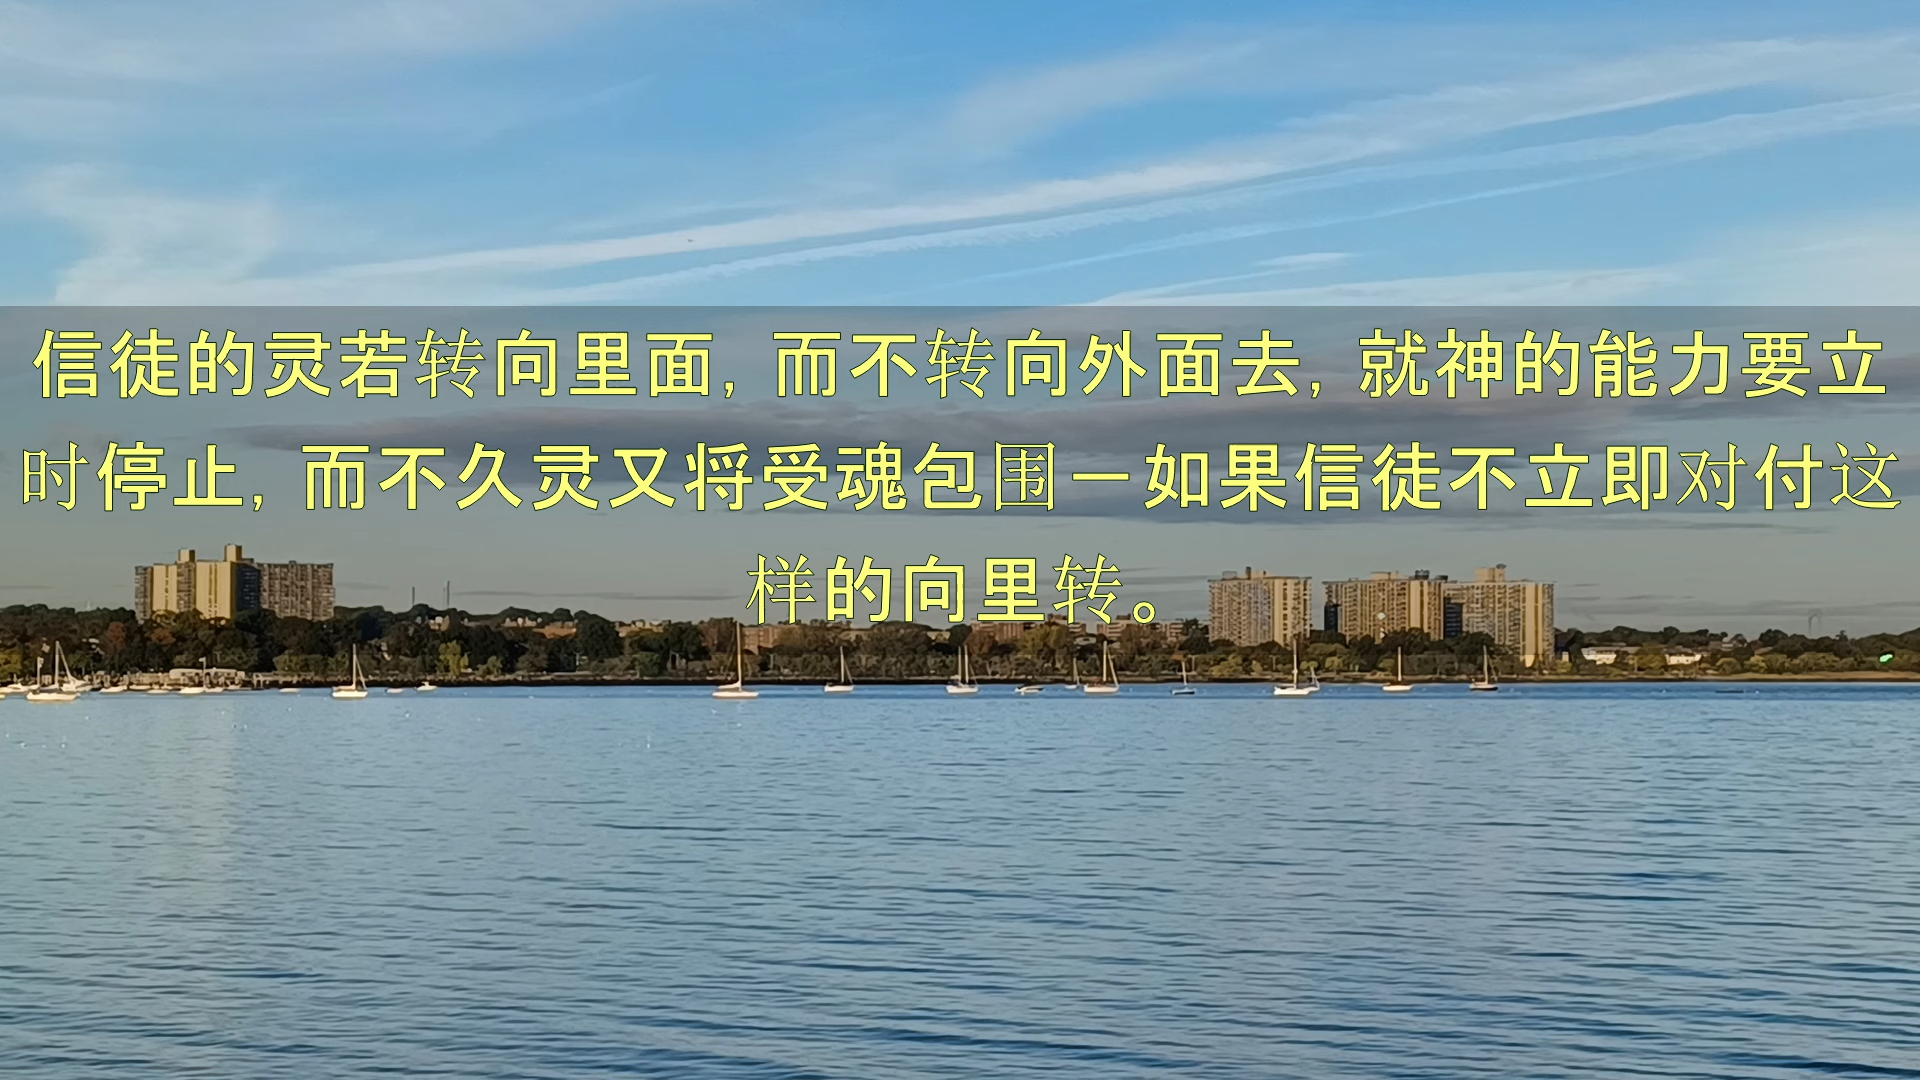 信徒的灵若转向里面, 而不转向外面去, 就神的能力要立
时停止, 而不久灵又将受魂包围－如果信徒不立即对付这
样的向里转。